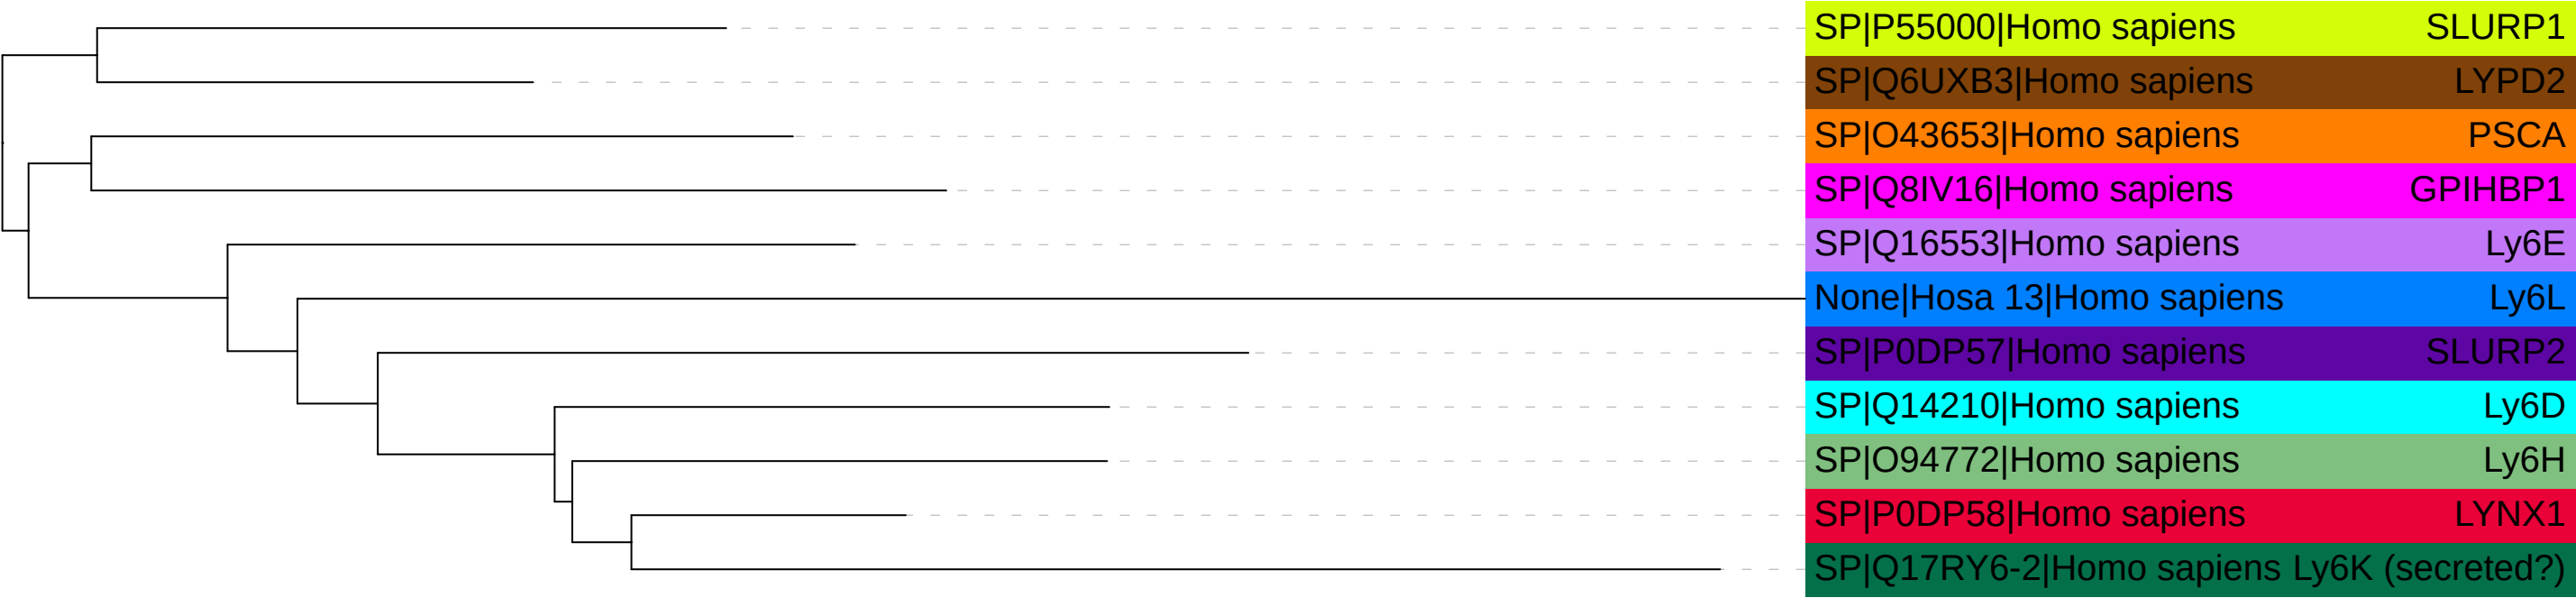 SP|P55000|Homo sapiens SLURP1
SP|Q6UXB3|Homo sapiens LYPD2
SP|O43653|Homo sapiens PSCA
SP|Q8IV16|Homo sapiens GPIHBP1
SP|Q16553|Homo sapiens Ly6E
None|Hosa 13|Homo sapiens Ly6L
SP|P0DP57|Homo sapiens SLURP2
SP|Q14210|Homo sapiens Ly6D
SP|O94772|Homo sapiens Ly6H
SP|P0DP58|Homo sapiens LYNX1
SP|Q17RY6-2|Homo sapiens Ly6K (secreted?)